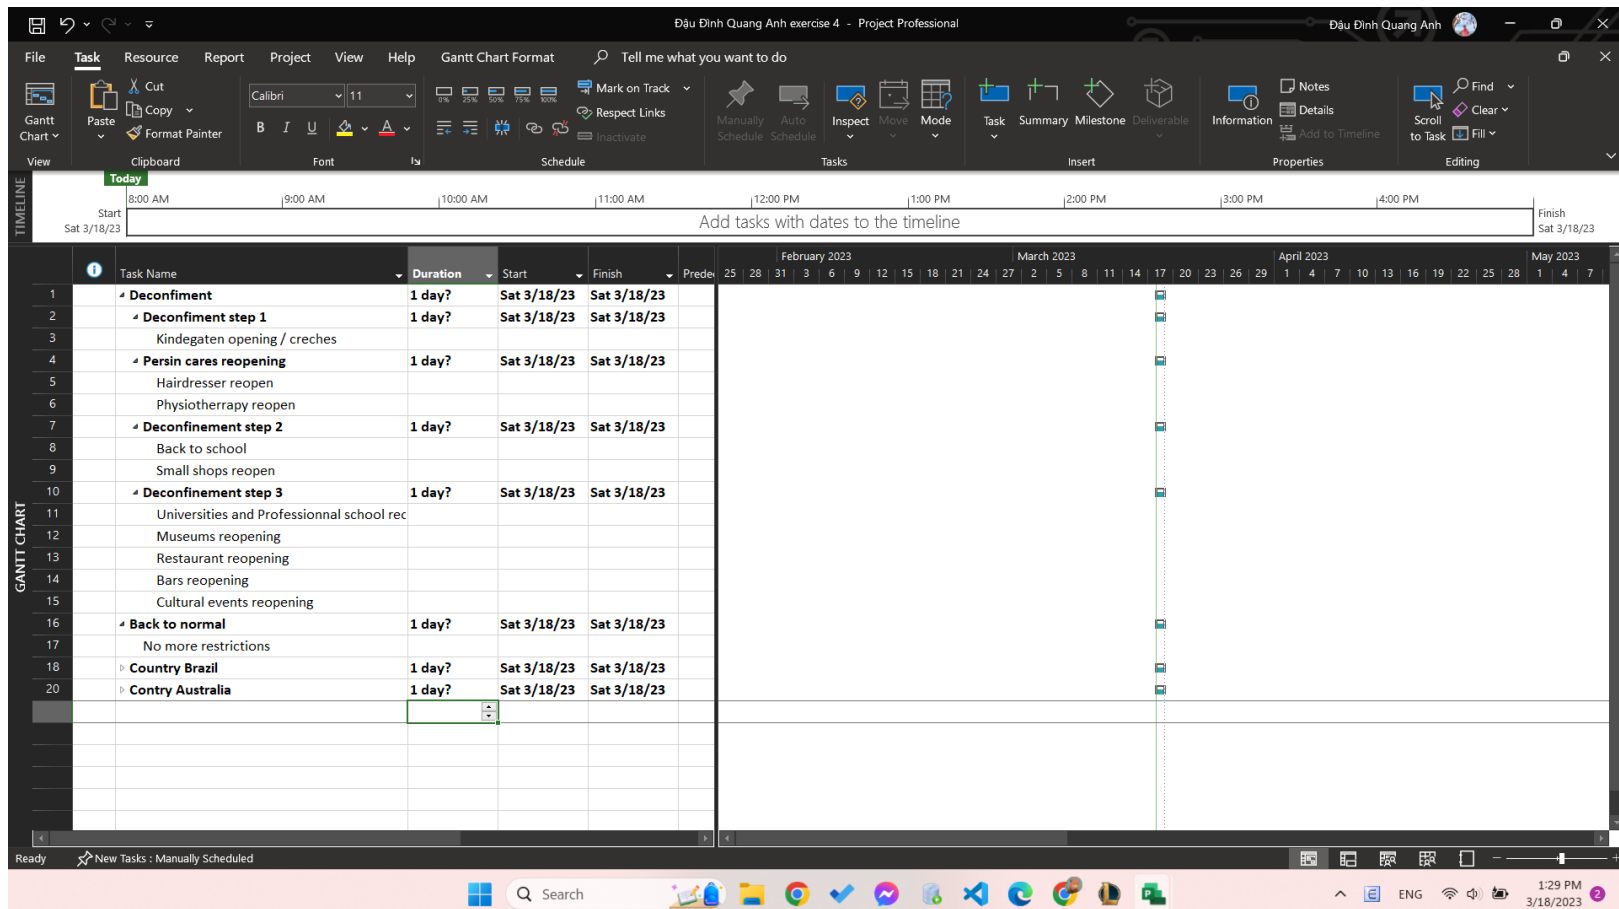 Đậu Đình Quang Anh exercise 4 - Project Professional
Đậu Đình Quang Anh
File Task Resource Report Project View Help Gantt Chart Format Tell me what you want to do
Gantt Chart
View
Paste
Cut
Copy
Format Painter
Clipboard
Calibri 11
B I U A
Font
0% 25% 50% 75% 100%
Mark on Track
Respect Links
Inactivate
Schedule
Manually Schedule
Auto Schedule
Inspect
Move
Mode
Tasks
Task
Summary
Milestone
Deliverable
Insert
Information
Notes
Details
Add to Timeline
Properties
Scroll to Task
Find
Clear
Fill
Editing
TIMELINE
Today
8:00 AM 9:00 AM 10:00 AM 11:00 AM 12:00 PM 1:00 PM 2:00 PM 3:00 PM 4:00 PM
Start
Sat 3/18/23
Add tasks with dates to the timeline
Finish
Sat 3/18/23
GANTT CHART
February 2023 March 2023 April 2023 May 2023
Task Name Duration Start Finish Prede
25 28 31 3 6 9 12 15 18 21 24 27 2 5 8 11 14 17 20 23 26 29 1 4 7 10 13 16 19 22 25 28 1 4 7
1 Deconfiment 1 day? Sat 3/18/23 Sat 3/18/23
2 Deconfiment step 1 1 day? Sat 3/18/23 Sat 3/18/23
3 Kindegaten opening / creches
4 Persin cares reopening 1 day? Sat 3/18/23 Sat 3/18/23
5 Hairdresser reopen
6 Physiotherrapy reopen
7 Deconfinement step 2 1 day? Sat 3/18/23 Sat 3/18/23
8 Back to school
9 Small shops reopen
10 Deconfinement step 3 1 day? Sat 3/18/23 Sat 3/18/23
11 Universities and Professionnal school rec
12 Museums reopening
13 Restaurant reopening
14 Bars reopening
15 Cultural events reopening
16 Back to normal 1 day? Sat 3/18/23 Sat 3/18/23
17 No more restrictions
18 Country Brazil 1 day? Sat 3/18/23 Sat 3/18/23
20 Contry Australia 1 day? Sat 3/18/23 Sat 3/18/23
Ready New Tasks : Manually Scheduled
Search
ENG
1:29 PM
3/18/2023
2